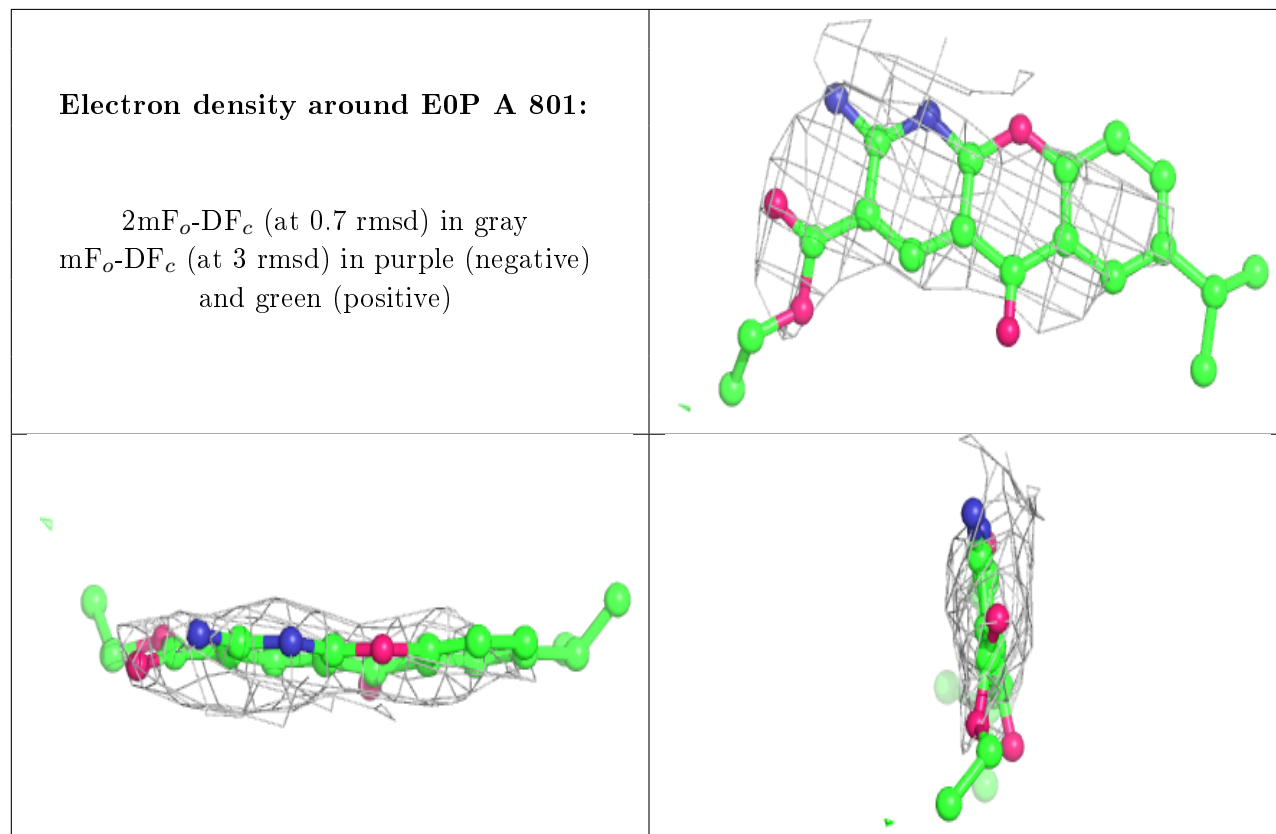 Electron density around E0P A 801:
2mFo-DFc (at 0.7 rmsd) in gray
mFo-DFc (at 3 rmsd) in purple (negative)
and green (positive)